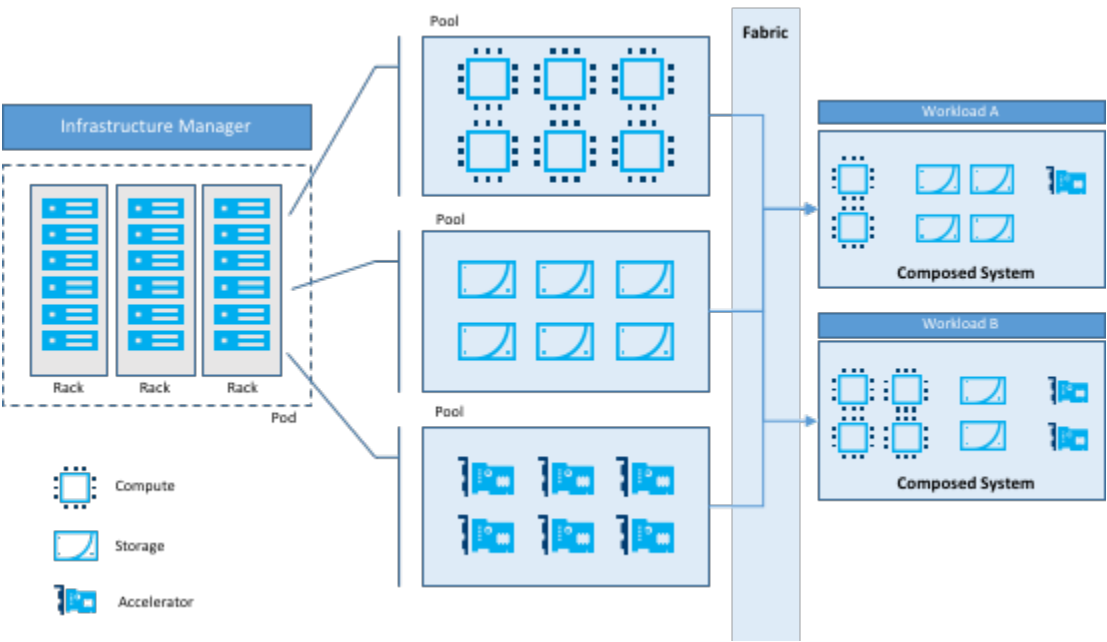 Infrastructure Manager
Rack
Rack
Rack
Pod
Compute
Storage
Accelerator
Pool
Pool
Pool
Fabric
Workload A
Composed System
Workload B
Composed System